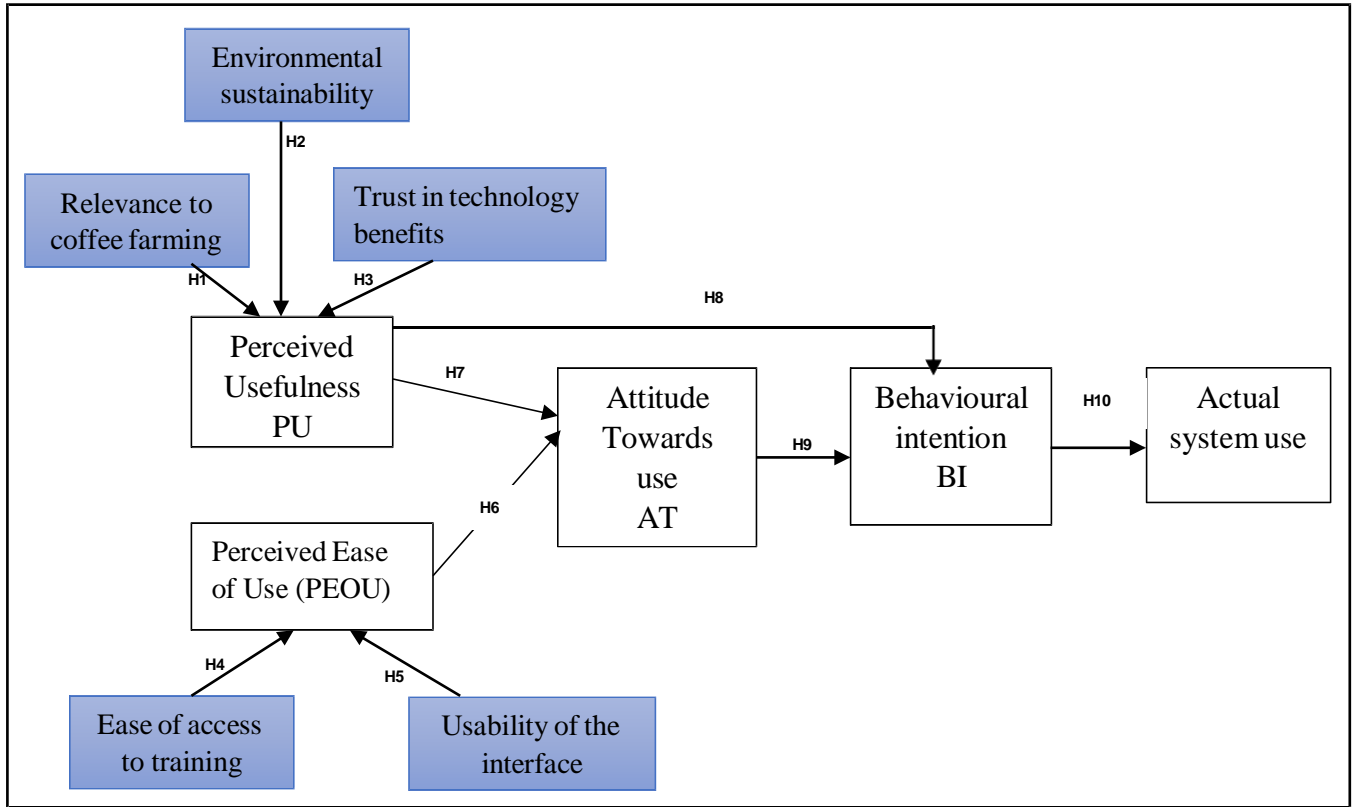 Environmental
sustainability
H2
Relevance to
coffee farming
Trust in technology
benefits
H1
H3
H8
Perceived
Usefulness
PU
H7
Attitude
Towards
use
AT
Behavioural
intention
BI
H10
Actual
system use
H9
H6
Perceived Ease
of Use (PEOU)
H4
H5
Ease of access
to training
Usability of the
interface